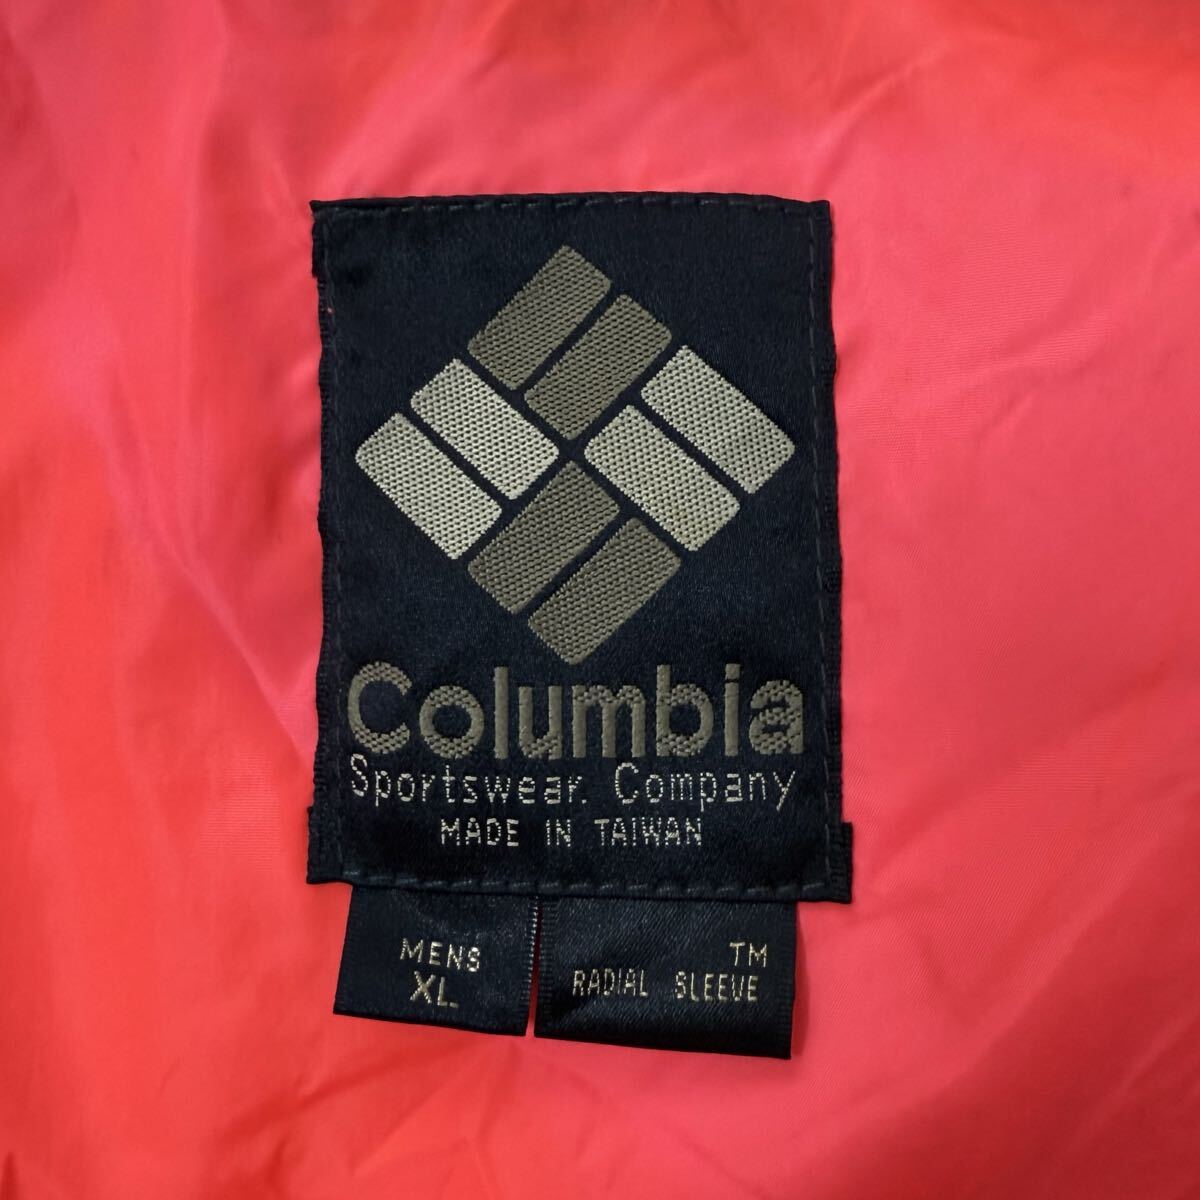 Columbia
Sportswear. Company
MADE IN TAIWAN
MENS
XL
TM
RADIAL SLEEVE